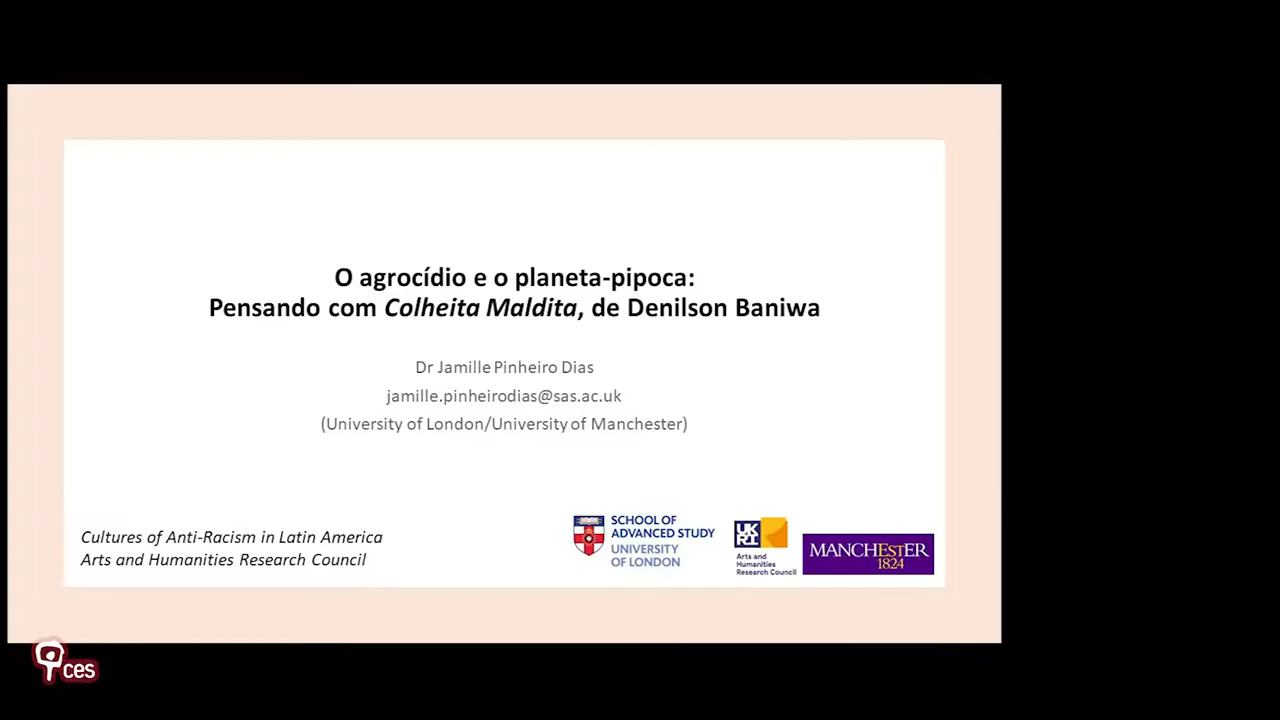 O agrocídio e o planeta-pipoca:
Pensando com Colheita Maldita, de Denilson Baniwa
Dr Jamille Pinheiro Dias
jamille.pinheirodias@sas.ac.uk
(University of London/University of Manchester)
Cultures of Anti-Racism in Latin America
Arts and Humanities Research Council
SCHOOL OF
ADVANCED STUDY
UNIVERSITY
OF LONDON
UK
RI
Arts and
Humanities
Research Council
MANCHESTER
1824
ces